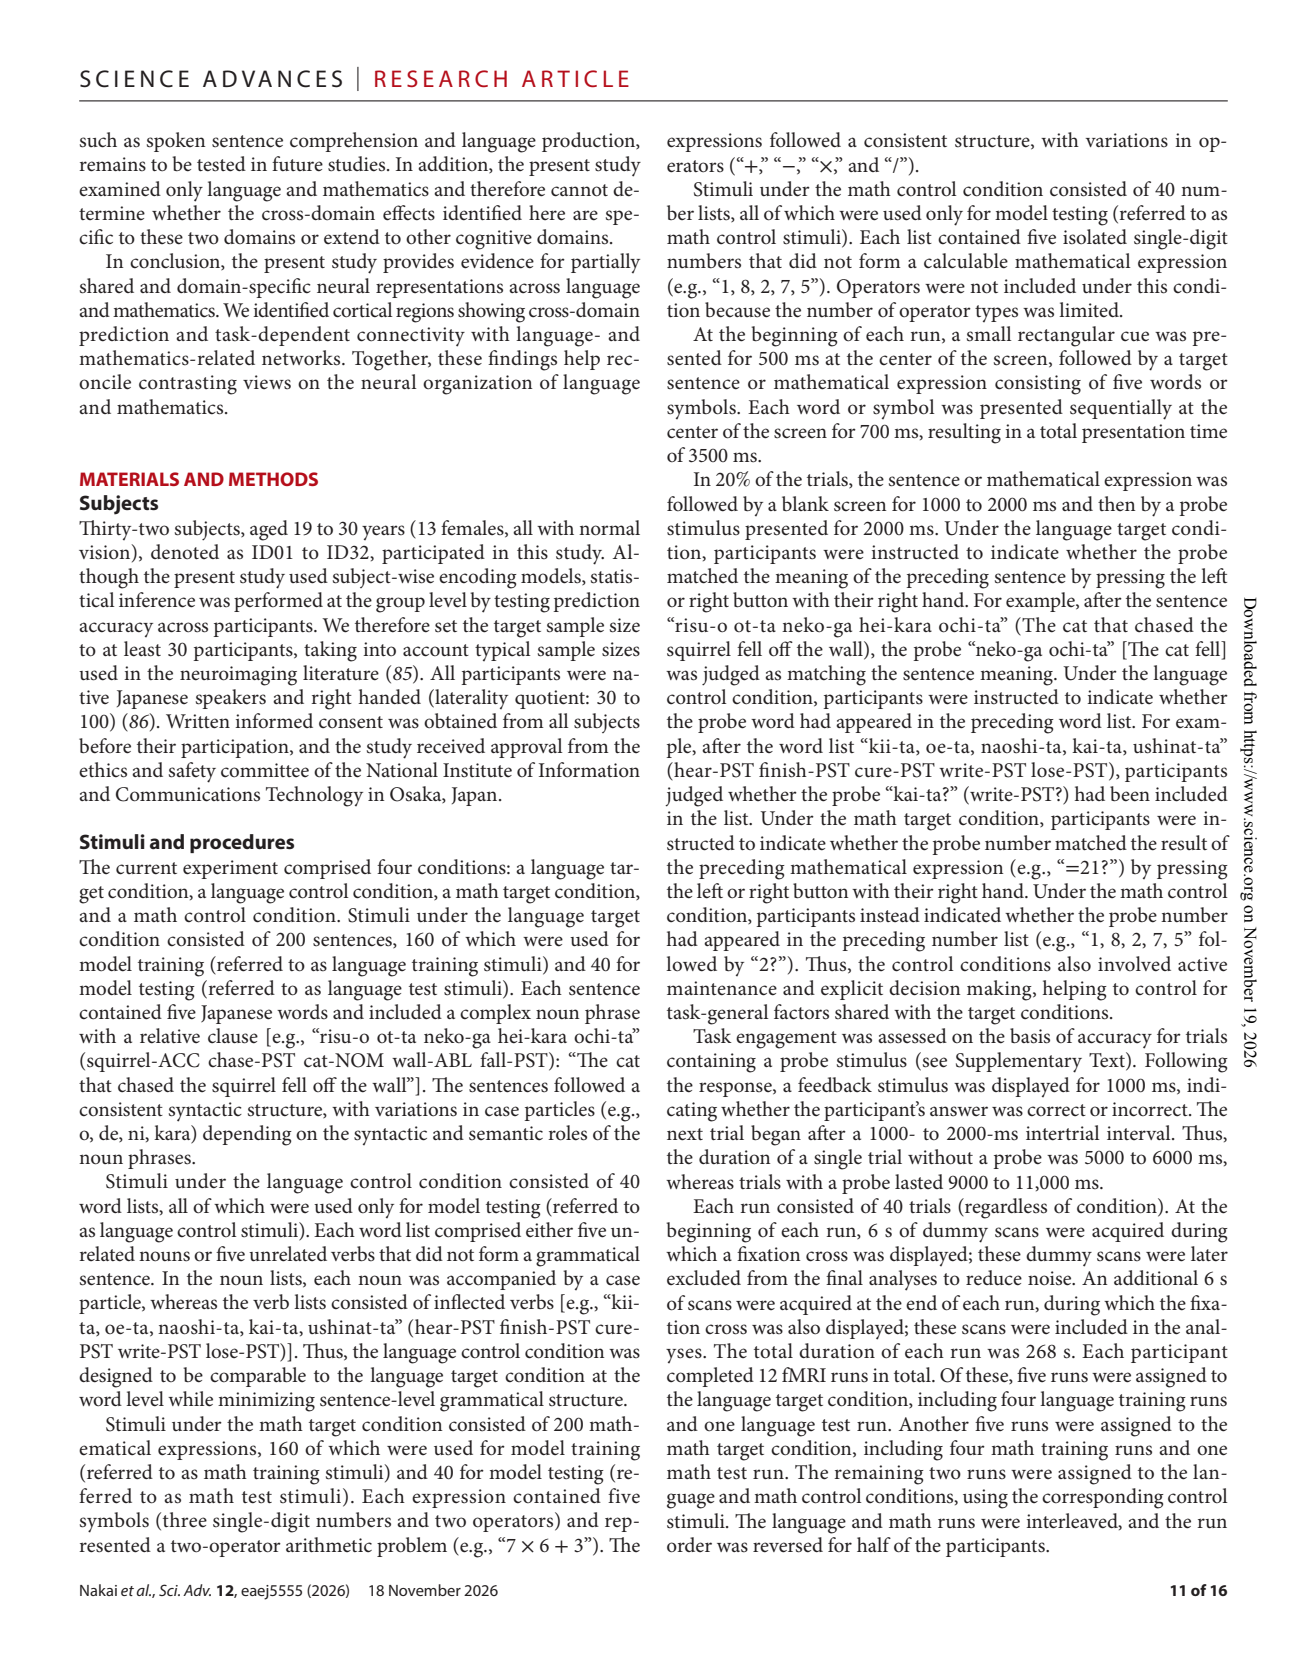 SCIENCE ADVANCES | RESEARCH ARTICLE
such as spoken sentence comprehension and language production,
remains to be tested in future studies. In addition, the present study
examined only language and mathematics and therefore cannot de-
termine whether the cross-domain effects identified here are spe-
cific to these two domains or extend to other cognitive domains.
In conclusion, the present study provides evidence for partially
shared and domain-specific neural representations across language
and mathematics. We identified cortical regions showing cross-domain
prediction and task-dependent connectivity with language- and
mathematics-related networks. Together, these findings help rec-
oncile contrasting views on the neural organization of language
and mathematics.
MATERIALS AND METHODS
Subjects
Thirty-two subjects, aged 19 to 30 years (13 females, all with normal
vision), denoted as ID01 to ID32, participated in this study. Al-
though the present study used subject-wise encoding models, statis-
tical inference was performed at the group level by testing prediction
accuracy across participants. We therefore set the target sample size
to at least 30 participants, taking into account typical sample sizes
used in the neuroimaging literature (85). All participants were na-
tive Japanese speakers and right handed (laterality quotient: 30 to
100) (86). Written informed consent was obtained from all subjects
before their participation, and the study received approval from the
ethics and safety committee of the National Institute of Information
and Communications Technology in Osaka, Japan.
Stimuli and procedures
The current experiment comprised four conditions: a language tar-
get condition, a language control condition, a math target condition,
and a math control condition. Stimuli under the language target
condition consisted of 200 sentences, 160 of which were used for
model training (referred to as language training stimuli) and 40 for
model testing (referred to as language test stimuli). Each sentence
contained five Japanese words and included a complex noun phrase
with a relative clause [e.g., “risu-o ot-ta neko-ga hei-kara ochi-ta”
(squirrel-ACC chase-PST cat-NOM wall-ABL fall-PST): “The cat
that chased the squirrel fell off the wall”]. The sentences followed a
consistent syntactic structure, with variations in case particles (e.g.,
o, de, ni, kara) depending on the syntactic and semantic roles of the
noun phrases.
Stimuli under the language control condition consisted of 40
word lists, all of which were used only for model testing (referred to
as language control stimuli). Each word list comprised either five un-
related nouns or five unrelated verbs that did not form a grammatical
sentence. In the noun lists, each noun was accompanied by a case
particle, whereas the verb lists consisted of inflected verbs [e.g., “kii-
ta, oe-ta, naoshi-ta, kai-ta, ushinat-ta” (hear-PST finish-PST cure-
PST write-PST lose-PST)]. Thus, the language control condition was
designed to be comparable to the language target condition at the
word level while minimizing sentence-level grammatical structure.
Stimuli under the math target condition consisted of 200 math-
ematical expressions, 160 of which were used for model training
(referred to as math training stimuli) and 40 for model testing (re-
ferred to as math test stimuli). Each expression contained five
symbols (three single-digit numbers and two operators) and rep-
resented a two-operator arithmetic problem (e.g., “7 × 6 + 3”). The
expressions followed a consistent structure, with variations in op-
erators (“+,” “−,” “×,” and “/”).
Stimuli under the math control condition consisted of 40 num-
ber lists, all of which were used only for model testing (referred to as
math control stimuli). Each list contained five isolated single-digit
numbers that did not form a calculable mathematical expression
(e.g., “1, 8, 2, 7, 5”). Operators were not included under this condi-
tion because the number of operator types was limited.
At the beginning of each run, a small rectangular cue was pre-
sented for 500 ms at the center of the screen, followed by a target
sentence or mathematical expression consisting of five words or
symbols. Each word or symbol was presented sequentially at the
center of the screen for 700 ms, resulting in a total presentation time
of 3500 ms.
In 20% of the trials, the sentence or mathematical expression was
followed by a blank screen for 1000 to 2000 ms and then by a probe
stimulus presented for 2000 ms. Under the language target condi-
tion, participants were instructed to indicate whether the probe
matched the meaning of the preceding sentence by pressing the left
or right button with their right hand. For example, after the sentence
“risu-o ot-ta neko-ga hei-kara ochi-ta” (The cat that chased the
squirrel fell off the wall), the probe “neko-ga ochi-ta” [The cat fell]
was judged as matching the sentence meaning. Under the language
control condition, participants were instructed to indicate whether
the probe word had appeared in the preceding word list. For exam-
ple, after the word list “kii-ta, oe-ta, naoshi-ta, kai-ta, ushinat-ta”
(hear-PST finish-PST cure-PST write-PST lose-PST), participants
judged whether the probe “kai-ta?” (write-PST?) had been included
in the list. Under the math target condition, participants were in-
structed to indicate whether the probe number matched the result of
the preceding mathematical expression (e.g., “=21?”) by pressing
the left or right button with their right hand. Under the math control
condition, participants instead indicated whether the probe number
had appeared in the preceding number list (e.g., “1, 8, 2, 7, 5” fol-
lowed by “2?”). Thus, the control conditions also involved active
maintenance and explicit decision making, helping to control for
task-general factors shared with the target conditions.
Task engagement was assessed on the basis of accuracy for trials
containing a probe stimulus (see Supplementary Text). Following
the response, a feedback stimulus was displayed for 1000 ms, indi-
cating whether the participant’s answer was correct or incorrect. The
next trial began after a 1000- to 2000-ms intertrial interval. Thus,
the duration of a single trial without a probe was 5000 to 6000 ms,
whereas trials with a probe lasted 9000 to 11,000 ms.
Each run consisted of 40 trials (regardless of condition). At the
beginning of each run, 6 s of dummy scans were acquired during
which a fixation cross was displayed; these dummy scans were later
excluded from the final analyses to reduce noise. An additional 6 s
of scans were acquired at the end of each run, during which the fixa-
tion cross was also displayed; these scans were included in the anal-
yses. The total duration of each run was 268 s. Each participant
completed 12 fMRI runs in total. Of these, five runs were assigned to
the language target condition, including four language training runs
and one language test run. Another five runs were assigned to the
math target condition, including four math training runs and one
math test run. The remaining two runs were assigned to the lan-
guage and math control conditions, using the corresponding control
stimuli. The language and math runs were interleaved, and the run
order was reversed for half of the participants.
Downloaded from https://www.science.org on November 19, 2026
Nakai et al., Sci. Adv. 12, eaej5555 (2026) 18 November 2026
11 of 16